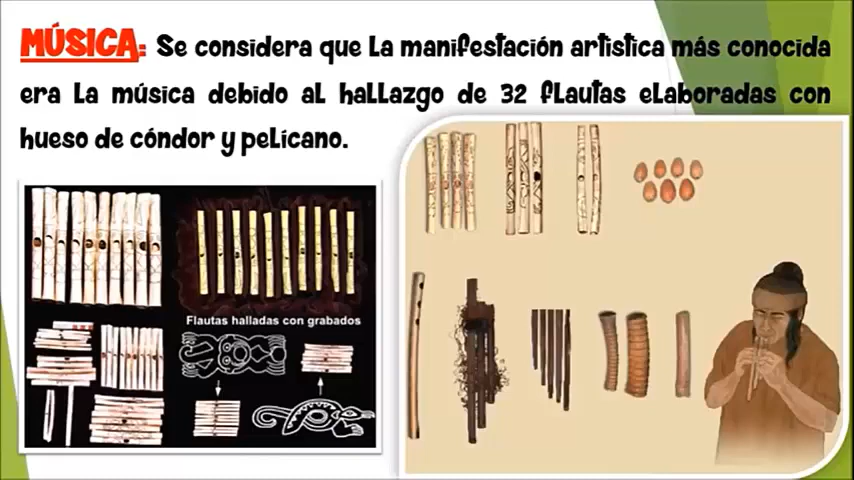 MÚSICA: Se considera que la manifestación artistica más conocida
era la música debido al hallazgo de 32 flautas elaboradas con
hueso de cóndor y pelícano.
Flautas halladas con grabados